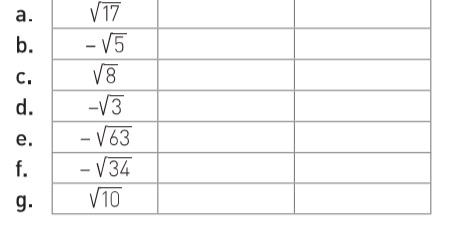 a. √17
b. – √5
c. √8
d. –√3
e. – √63
f. – √34
g. √10